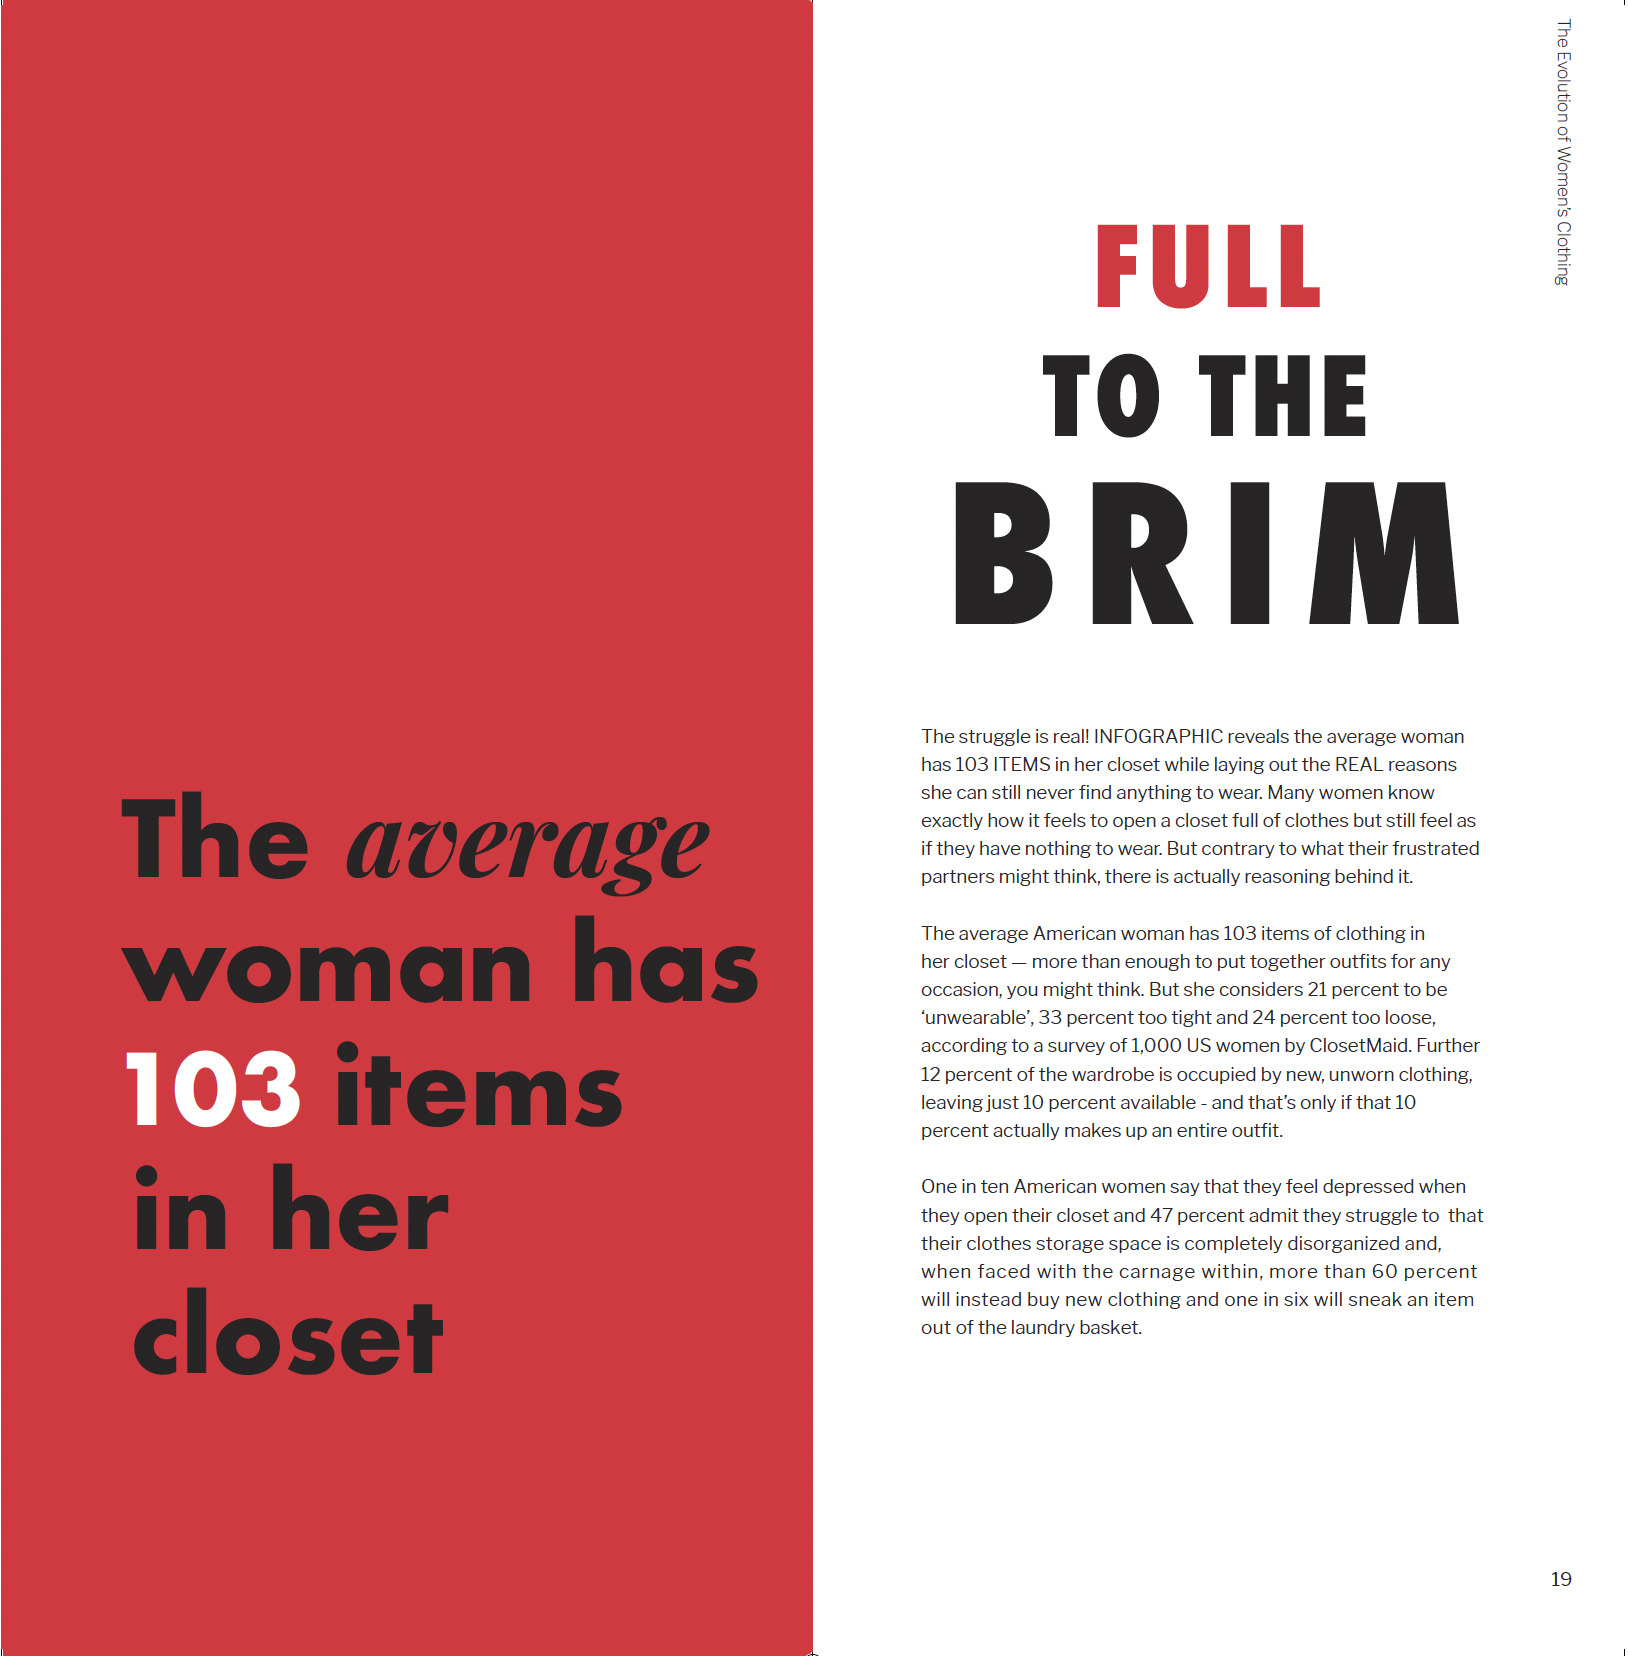 The average
woman has
103 items
in her
closet
The Evolution of Women's Clothing
FULL
TO THE
BRIM
The struggle is real! INFOGRAPHIC reveals the average woman
has 103 ITEMS in her closet while laying out the REAL reasons
she can still never find anything to wear. Many women know
exactly how it feels to open a closet full of clothes but still feel as
if they have nothing to wear. But contrary to what their frustrated
partners might think, there is actually reasoning behind it.
The average American woman has 103 items of clothing in
her closet — more than enough to put together outfits for any
occasion, you might think. But she considers 21 percent to be
‘unwearable’, 33 percent too tight and 24 percent too loose,
according to a survey of 1,000 US women by ClosetMaid. Further
12 percent of the wardrobe is occupied by new, unworn clothing,
leaving just 10 percent available - and that’s only if that 10
percent actually makes up an entire outfit.
One in ten American women say that they feel depressed when
they open their closet and 47 percent admit they struggle to  that
their clothes storage space is completely disorganized and,
when faced with the carnage within, more than 60 percent
will instead buy new clothing and one in six will sneak an item
out of the laundry basket.
19